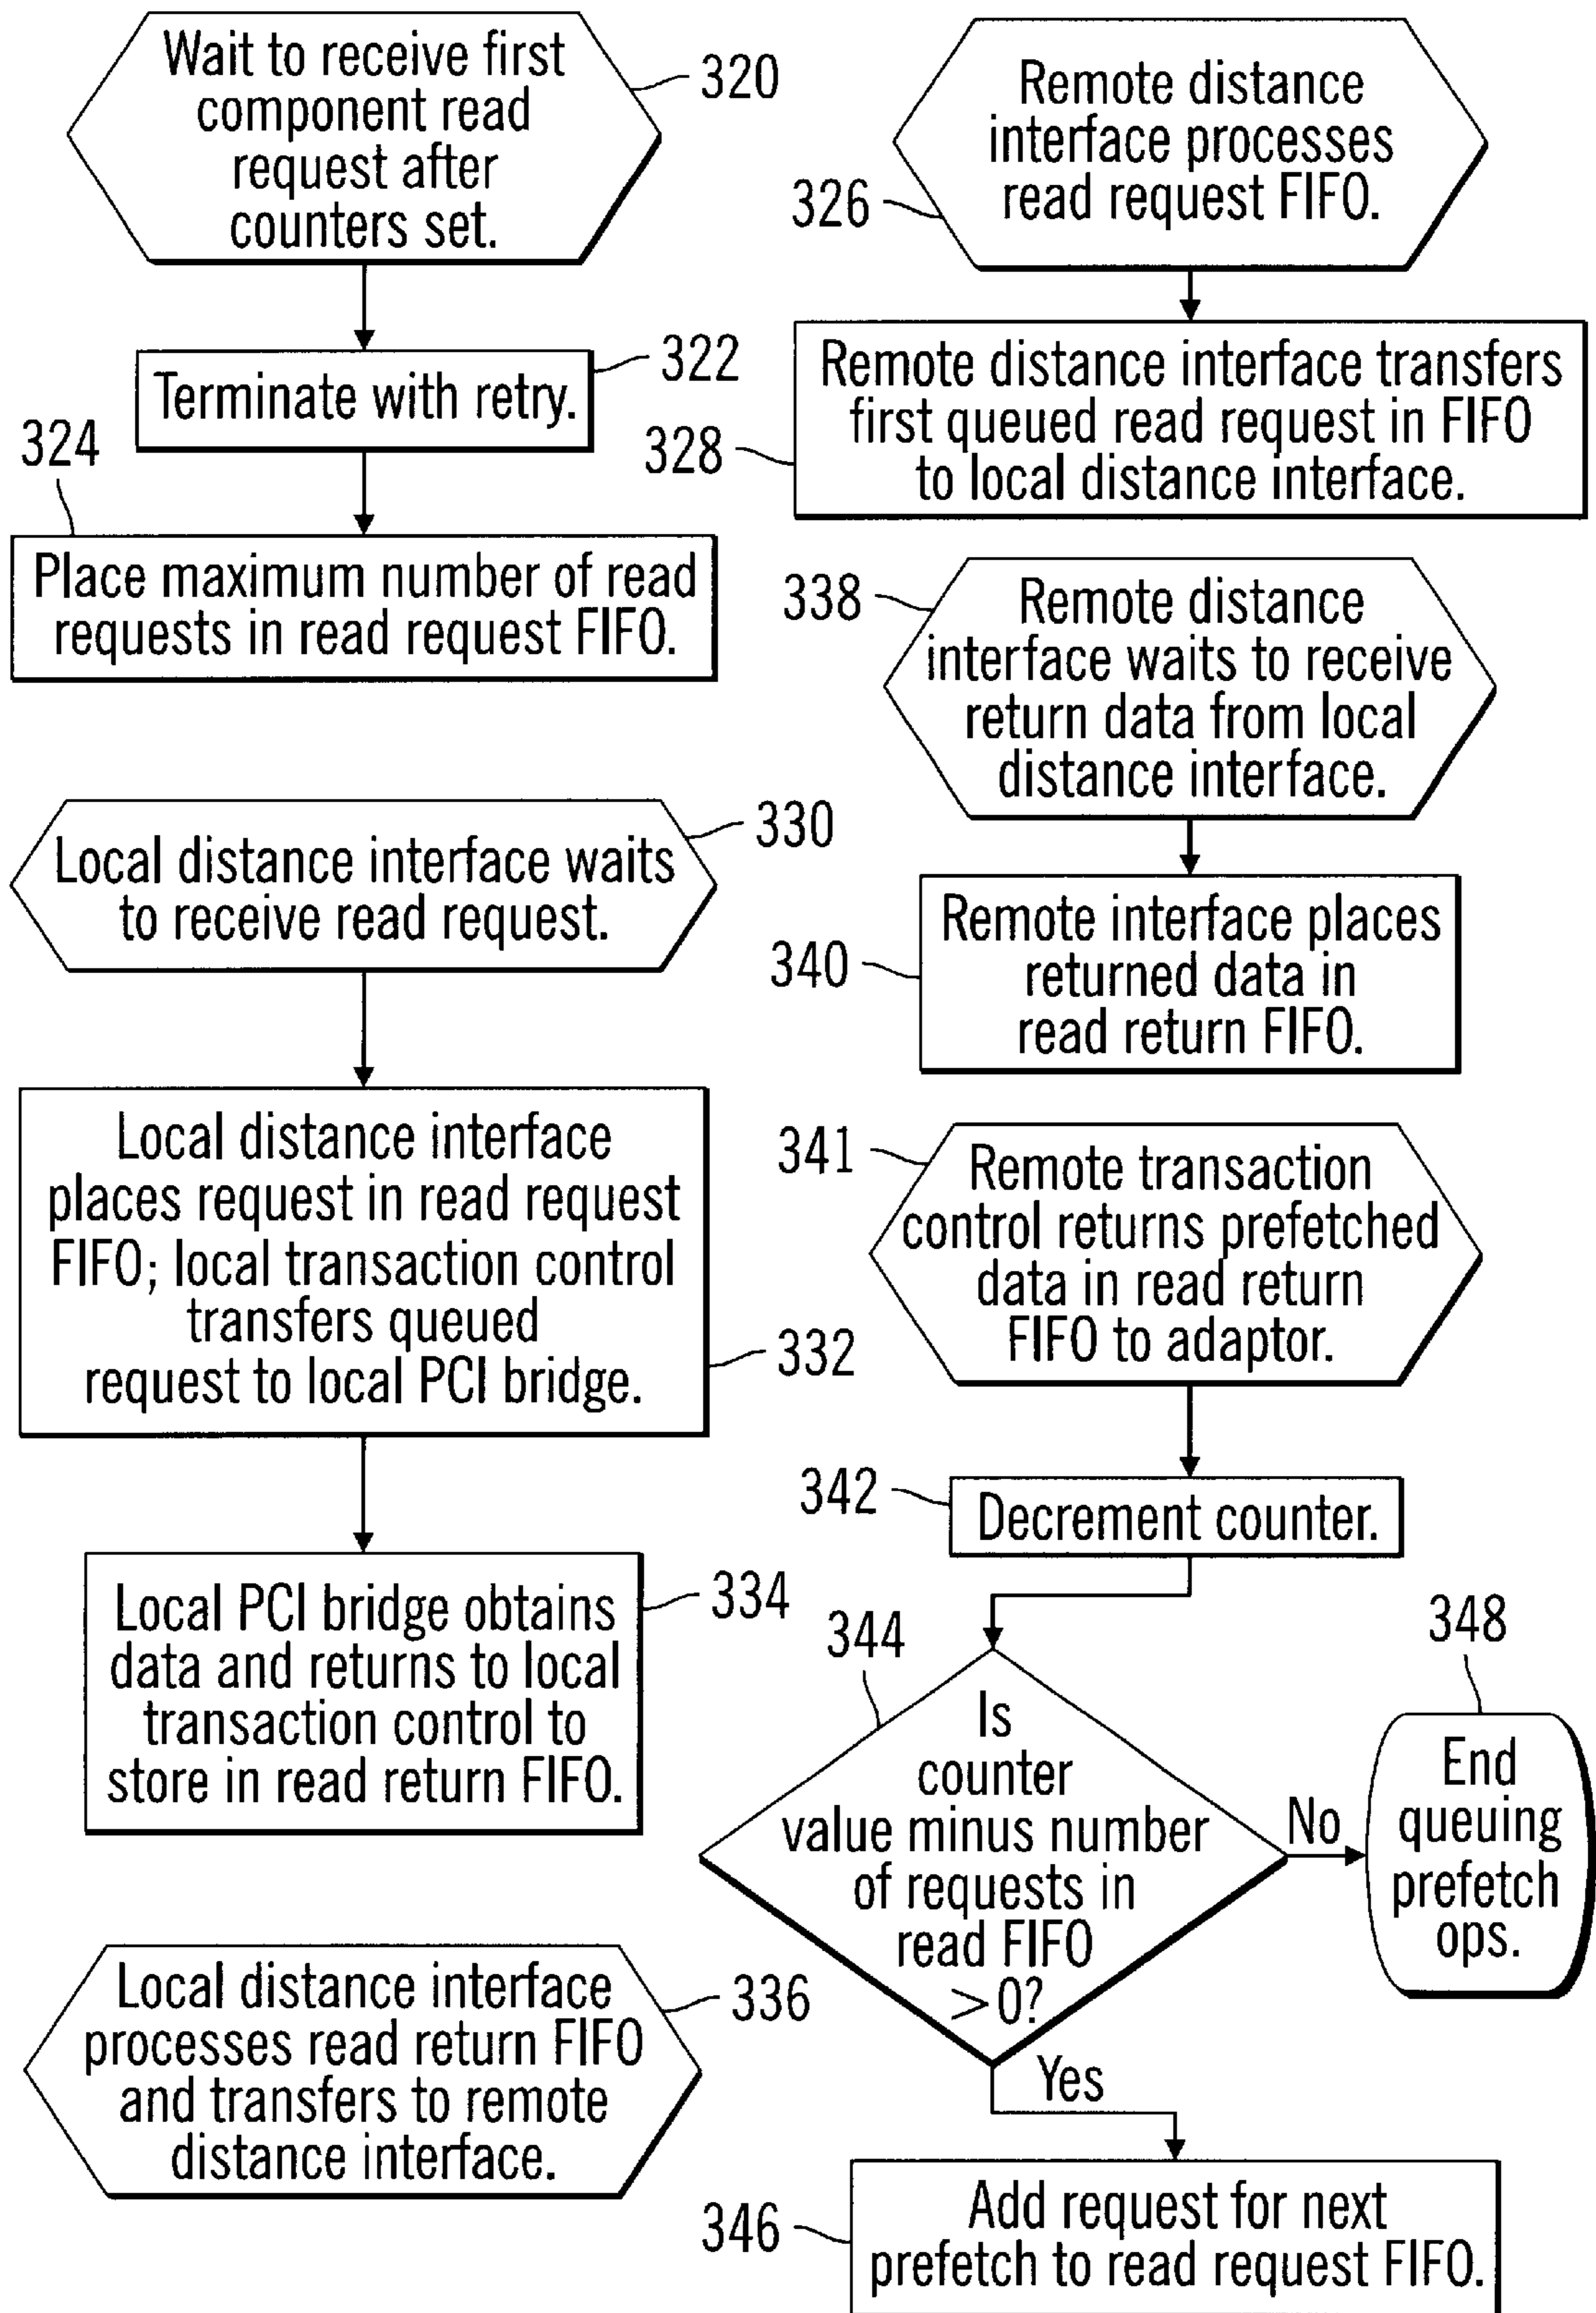 Wait to receive first
component read
request after
counters set.
320
Terminate with retry.
322
324
Place maximum number of read
requests in read request FIFO.
Remote distance
interface processes
read request FIFO.
326
Remote distance interface transfers
first queued read request in FIFO
to local distance interface.
328
Local distance interface waits
to receive read request.
330
Local distance interface
places request in read request
FIFO; local transaction control
transfers queued
request to local PCI bridge.
332
Local PCI bridge obtains
data and returns to local
transaction control to
store in read return FIFO.
334
Local distance interface
processes read return FIFO
and transfers to remote
distance interface.
336
338
Remote distance
interface waits to receive
return data from local
distance interface.
340
Remote interface places
returned data in
read return FIFO.
341
Remote transaction
control returns prefetched
data in read return
FIFO to adaptor.
342
Decrement counter.
344
Is
counter
value minus number
of requests in
read FIFO
>0?
No
348
End
queuing
prefetch
ops.
Yes
346
Add request for next
prefetch to read request FIFO.